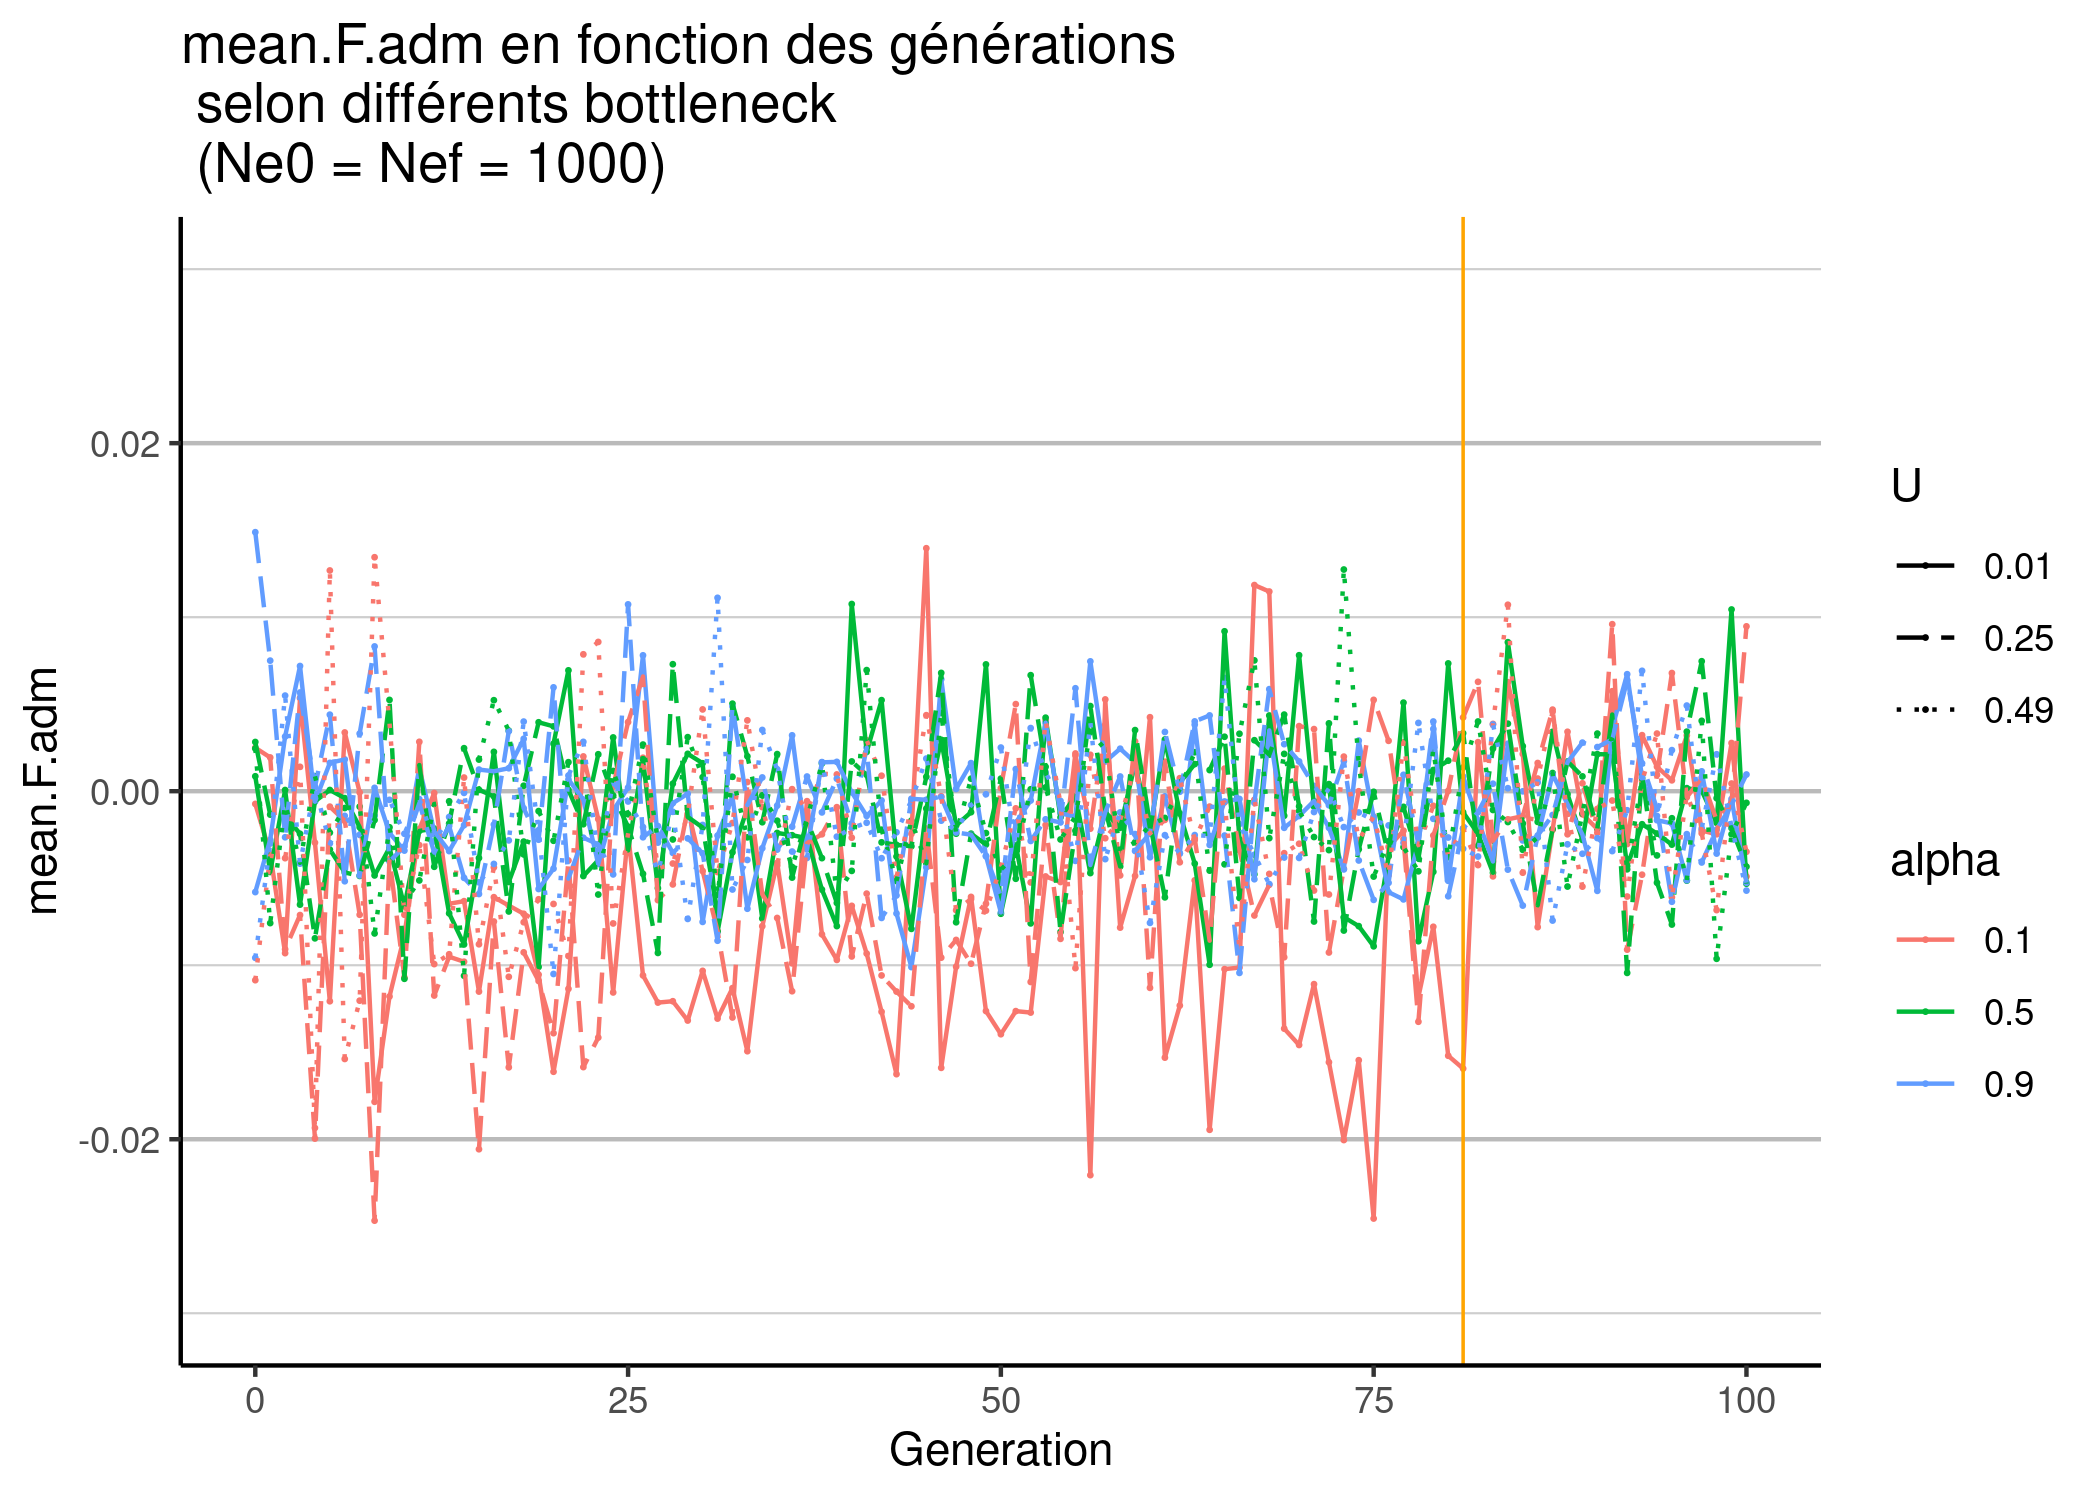 mean.F.adm en fonction des générations
selon différents bottleneck
(Ne0 = Nef = 1000)
mean.F.adm
0.02
0.00
-0.02
0
25
50
75
100
Generation
U
0.01
0.25
0.49
alpha
0.1
0.5
0.9